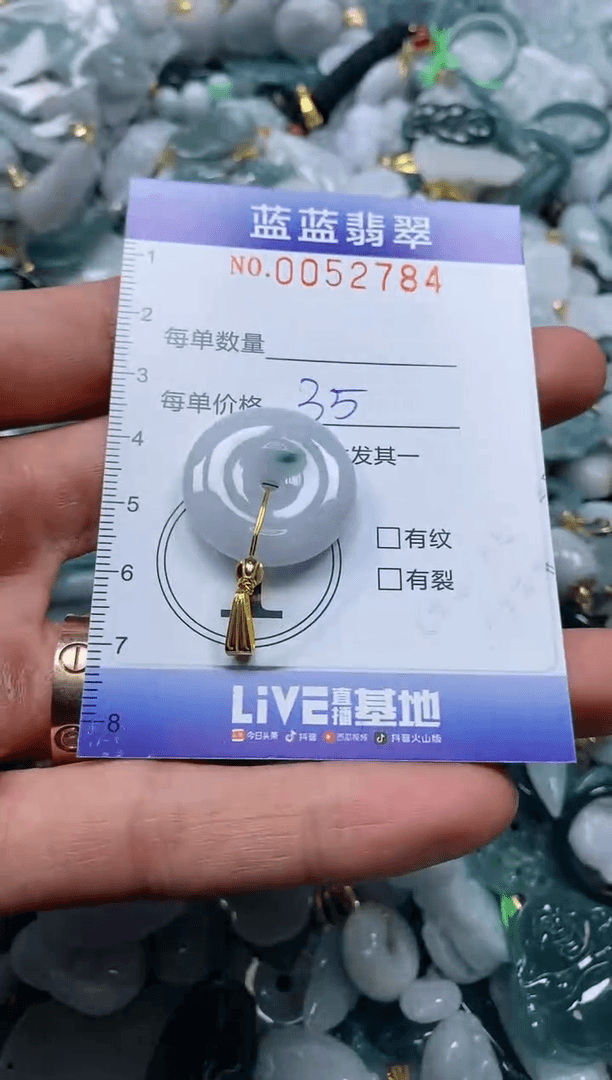 蓝蓝翡翠
NO.0052784
1
2
每单数量
3
每单价格 35
4
发其一
5
有纹
6
有裂
7
LiVE直播基地
8
今日头条 抖音 西瓜视频 抖音火山版